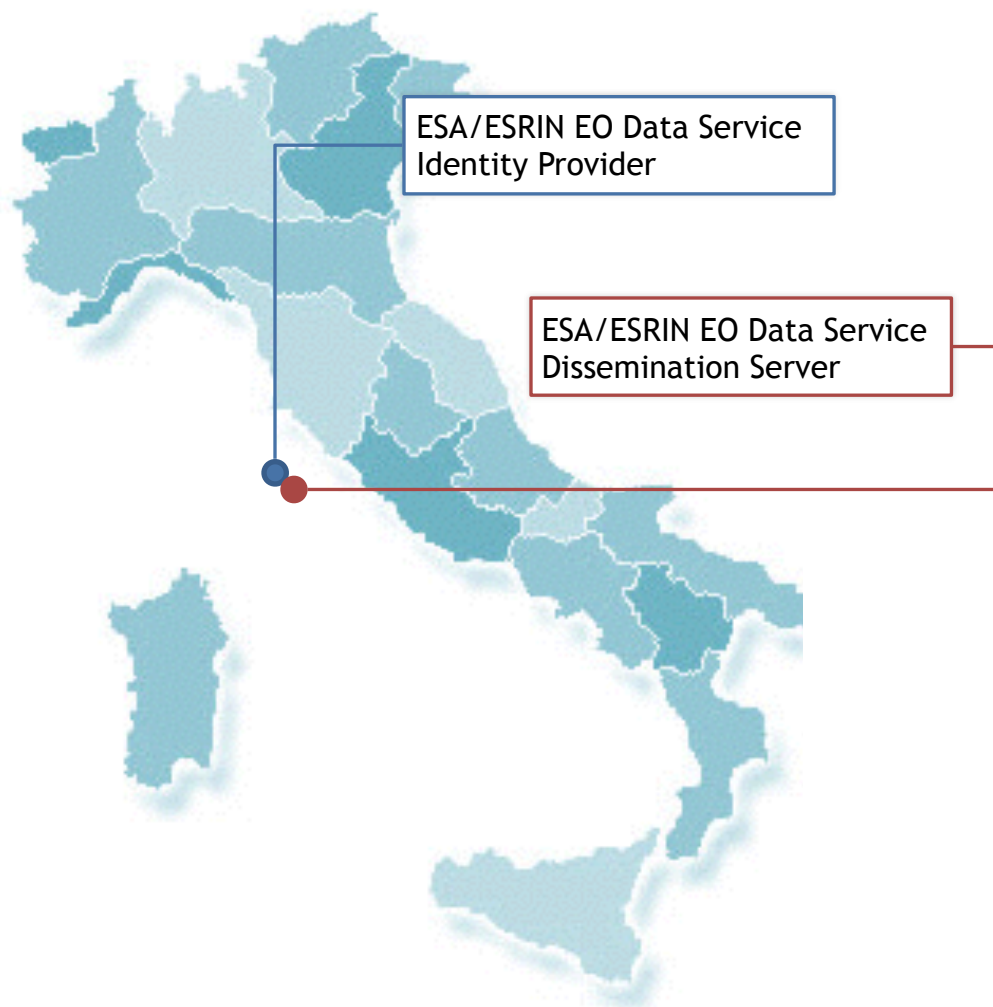 ESA/ESRIN EO Data Service
Identity Provider
ESA/ESRIN EO Data Service
Dissemination Server